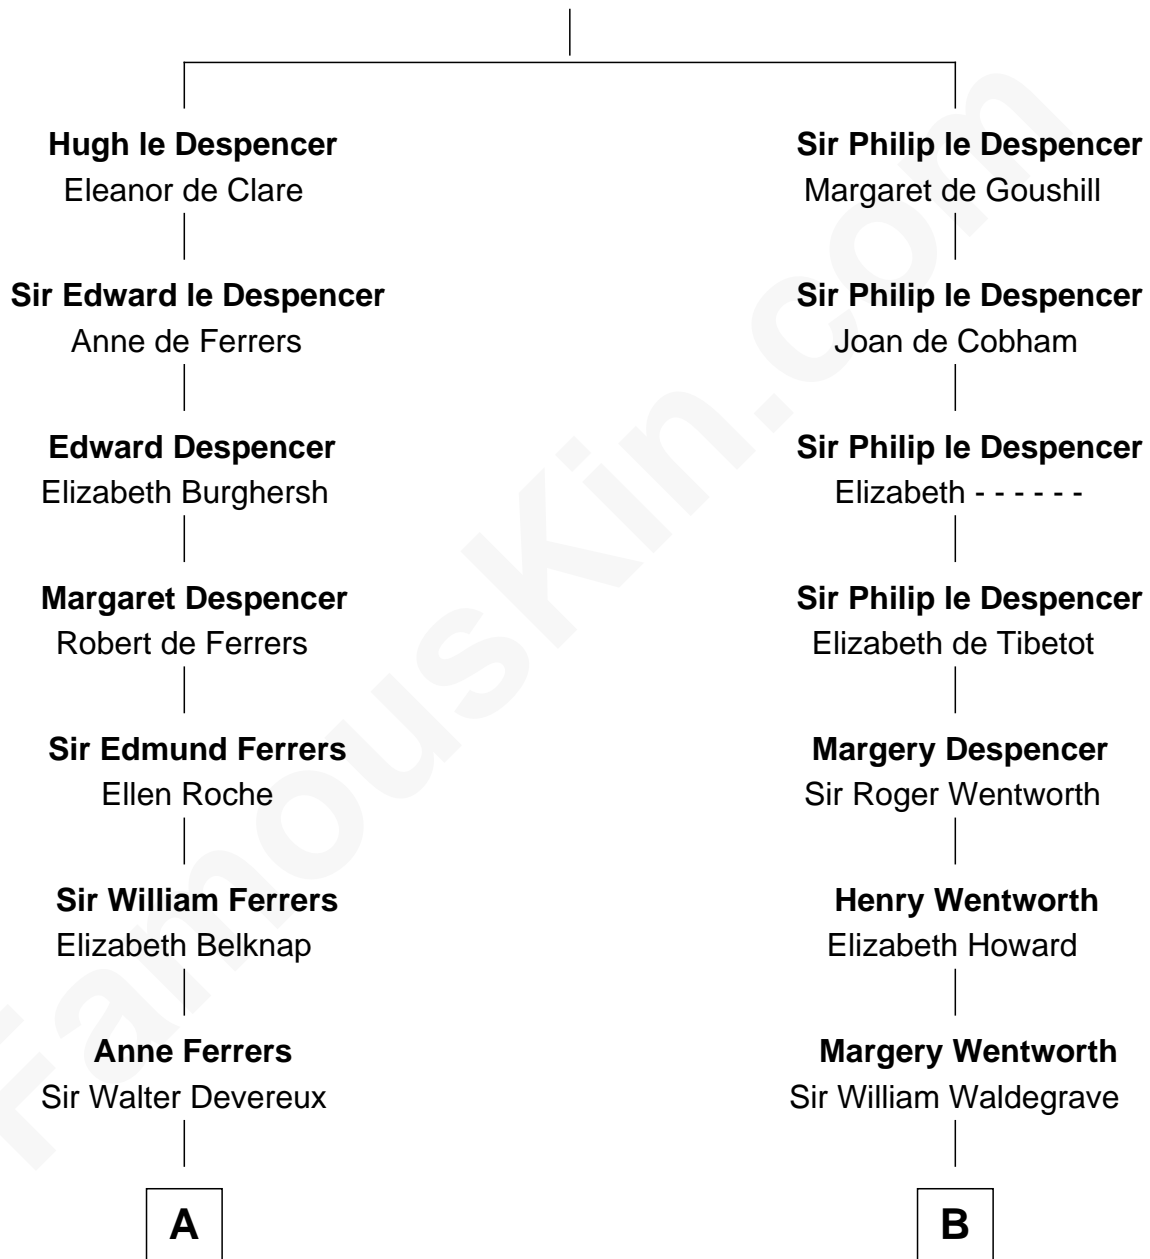 Hugh le Despencer
Eleanor de Clare
Sir Edward le Despencer
Anne de Ferrers
Edward Despencer
Elizabeth Burghersh
Margaret Despencer
Robert de Ferrers
Sir Edmund Ferrers
Ellen Roche
Sir William Ferrers
Elizabeth Belknap
Anne Ferrers
Sir Walter Devereux
A
Sir Philip le Despencer
Margaret de Goushill
Sir Philip le Despencer
Joan de Cobham
Sir Philip le Despencer
Elizabeth - - - - - -
Sir Philip le Despencer
Elizabeth de Tibetot
Margery Despencer
Sir Roger Wentworth
Henry Wentworth
Elizabeth Howard
Margery Wentworth
Sir William Waldegrave
B
FamousKin.com